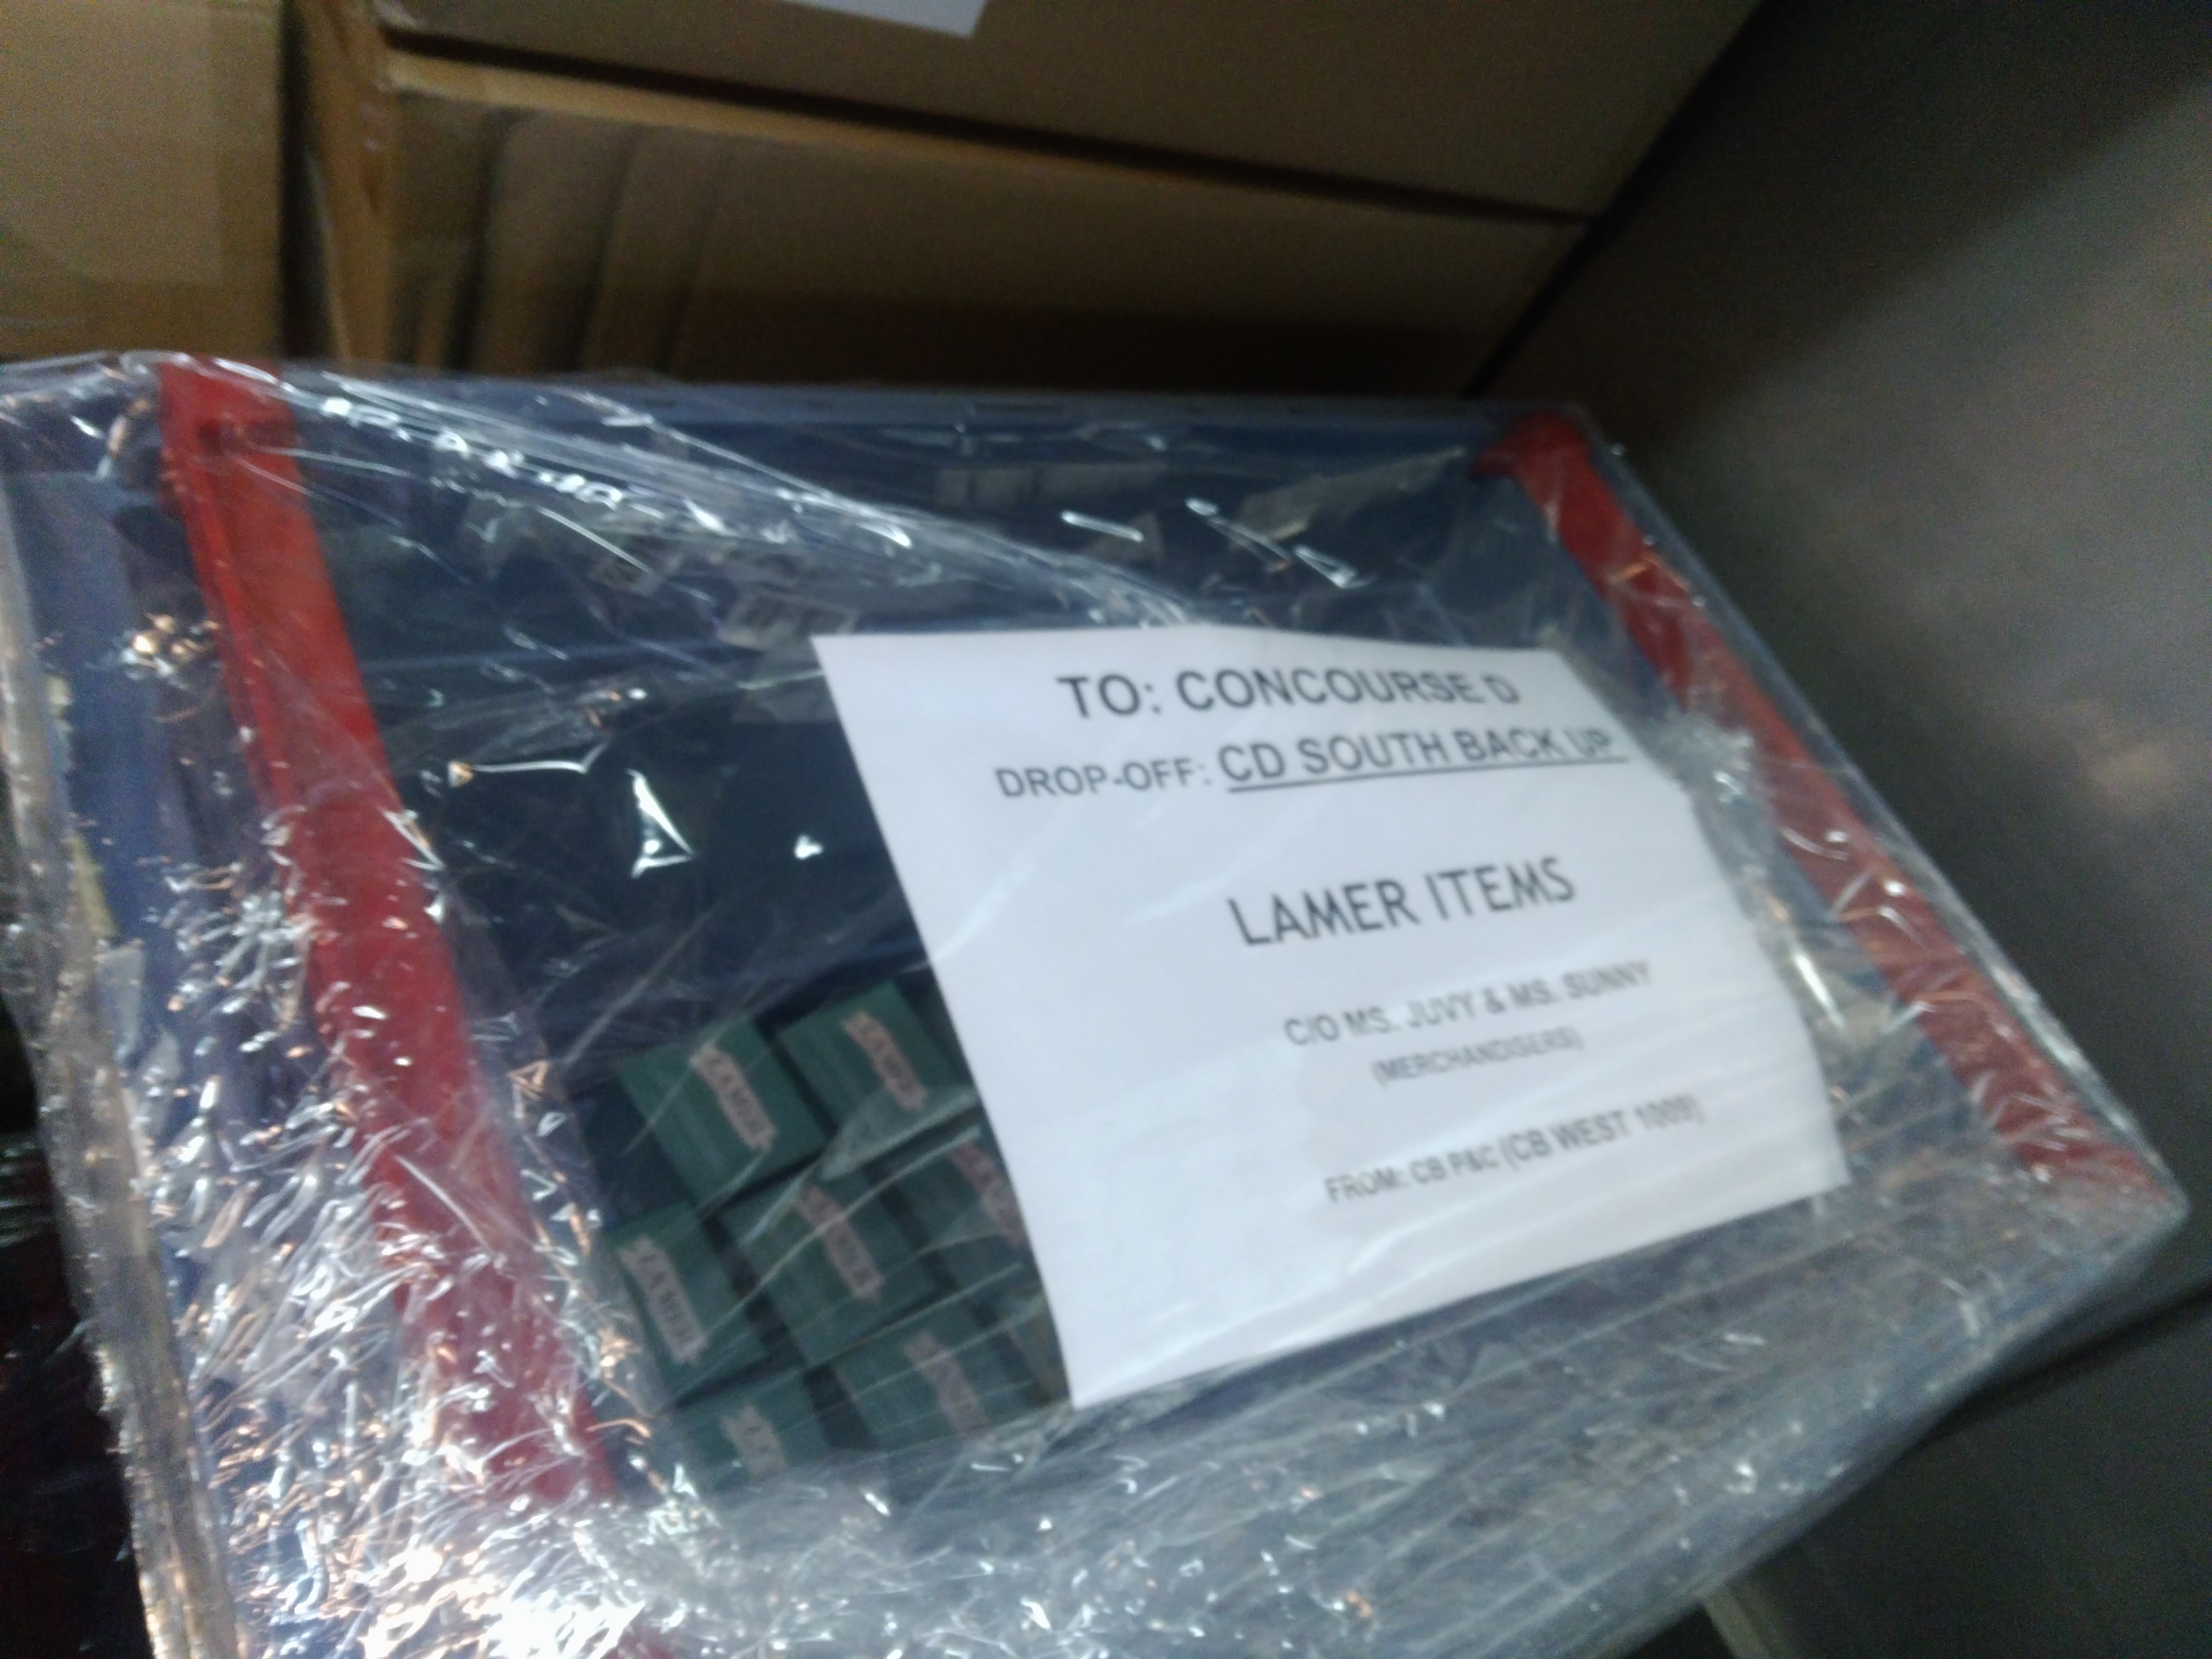 TO: CONCOURSE D
DROP-OFF: CD SOUTH BACK UP
LAMER ITEMS
C/O MS. JUVY & MS. SUNNY
(MERCHANDISERS)
FROM: CB P&C (CB WEST 1009)